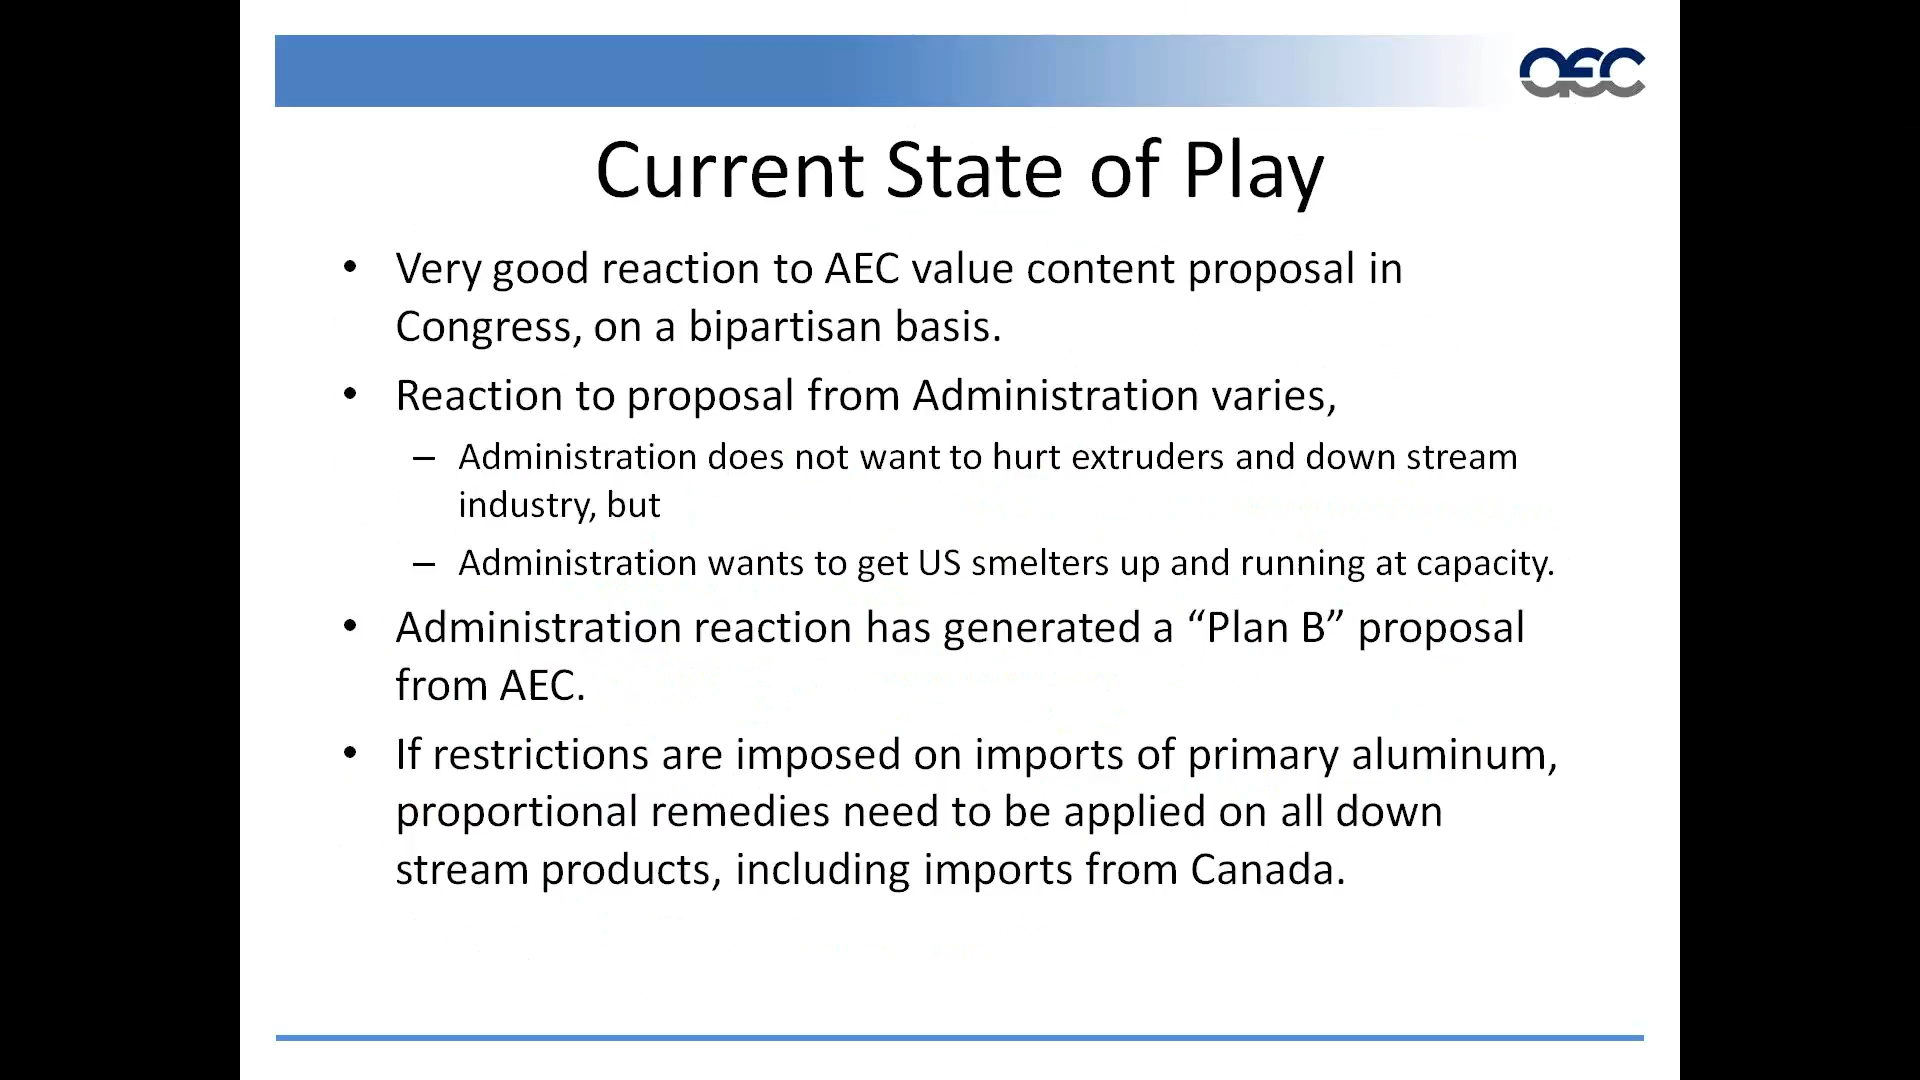 AEC
Current State of Play
• Very good reaction to AEC value content proposal in
Congress, on a bipartisan basis.
• Reaction to proposal from Administration varies,
– Administration does not want to hurt extruders and down stream
industry, but
– Administration wants to get US smelters up and running at capacity.
• Administration reaction has generated a “Plan B” proposal
from AEC.
• If restrictions are imposed on imports of primary aluminum,
proportional remedies need to be applied on all down
stream products, including imports from Canada.